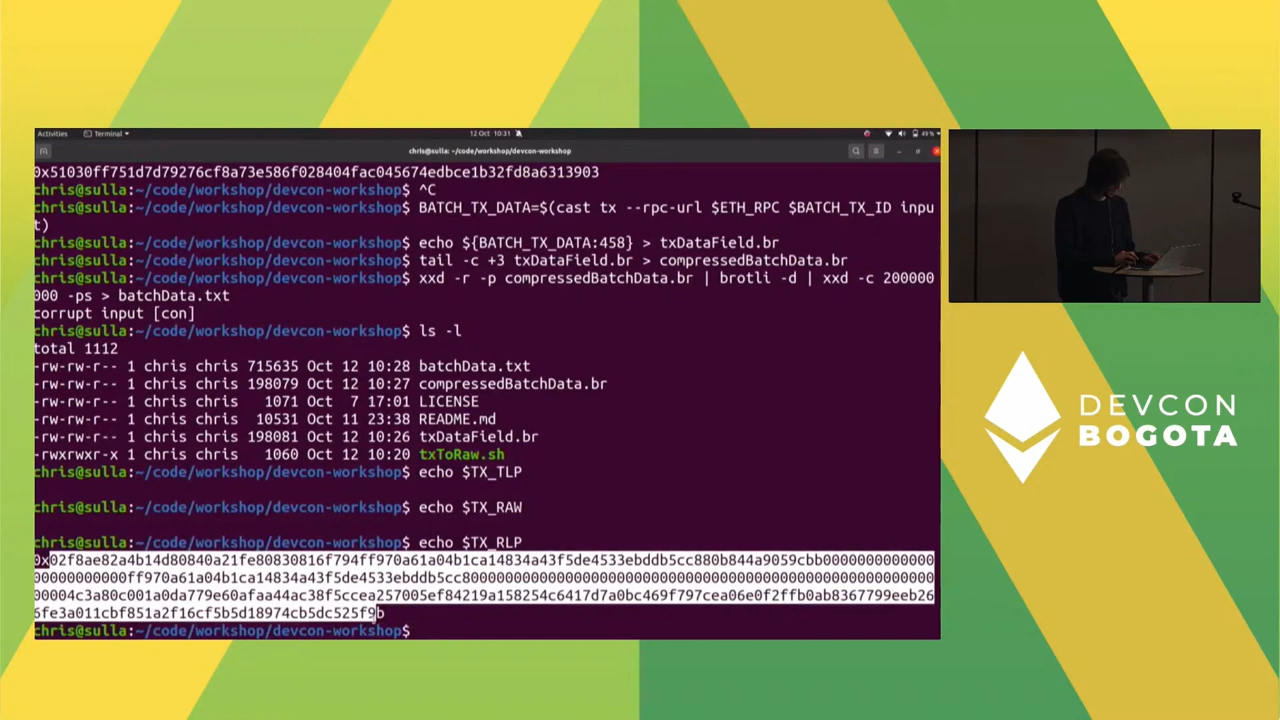 Activities
Terminal
12 Oct 10:31
49%
chris@sulla: ~/code/workshop/devcon-workshop
0x51030ff751d7d79276cf8a73e586f028404fac045674edbce1b32fd8a6313903
chris@sulla:~/code/workshop/devcon-workshop$ ^C
chris@sulla:~/code/workshop/devcon-workshop$ BATCH_TX_DATA=$(cast tx --rpc-url $ETH_RPC $BATCH_TX_ID inpu
t)
chris@sulla:~/code/workshop/devcon-workshop$ echo ${BATCH_TX_DATA:458} > txDataField.br
chris@sulla:~/code/workshop/devcon-workshop$ tail -c +3 txDataField.br > compressedBatchData.br
chris@sulla:~/code/workshop/devcon-workshop$ xxd -r -p compressedBatchData.br | brotli -d | xxd -c 200000
000 -ps > batchData.txt
corrupt input [con]
chris@sulla:~/code/workshop/devcon-workshop$ ls -l
total 1112
-rw-rw-r-- 1 chris chris 715635 Oct 12 10:28 batchData.txt
-rw-rw-r-- 1 chris chris 198079 Oct 12 10:27 compressedBatchData.br
-rw-rw-r-- 1 chris chris 1071 Oct 7 17:01 LICENSE
-rw-rw-r-- 1 chris chris 10531 Oct 11 23:38 README.md
-rw-rw-r-- 1 chris chris 198081 Oct 12 10:26 txDataField.br
-rwxrwxr-x 1 chris chris 1060 Oct 12 10:20 txToRaw.sh
chris@sulla:~/code/workshop/devcon-workshop$ echo $TX_TLP
chris@sulla:~/code/workshop/devcon-workshop$ echo $TX_RAW
chris@sulla:~/code/workshop/devcon-workshop$ echo $TX_RLP
0x02f8ae82a4b14d80840a21fe80830816f794ff970a61a04b1ca14834a43f5de4533ebddb5cc880b844a9059cbb0000000000000
00000000000ff970a61a04b1ca14834a43f5de4533ebddb5cc8000000000000000000000000000000000000000000000000000000
00004c3a80c001a0da779e60afaa44ac38f5ccea257005ef84219a158254c6417d7a0bc469f797cea06e0f2ffb0ab8367799eeb26
6fe3a011cbf851a2f16cf5b5d18974cb5dc525f9b
chris@sulla:~/code/workshop/devcon-workshop$
DEVCON
BOGOTA